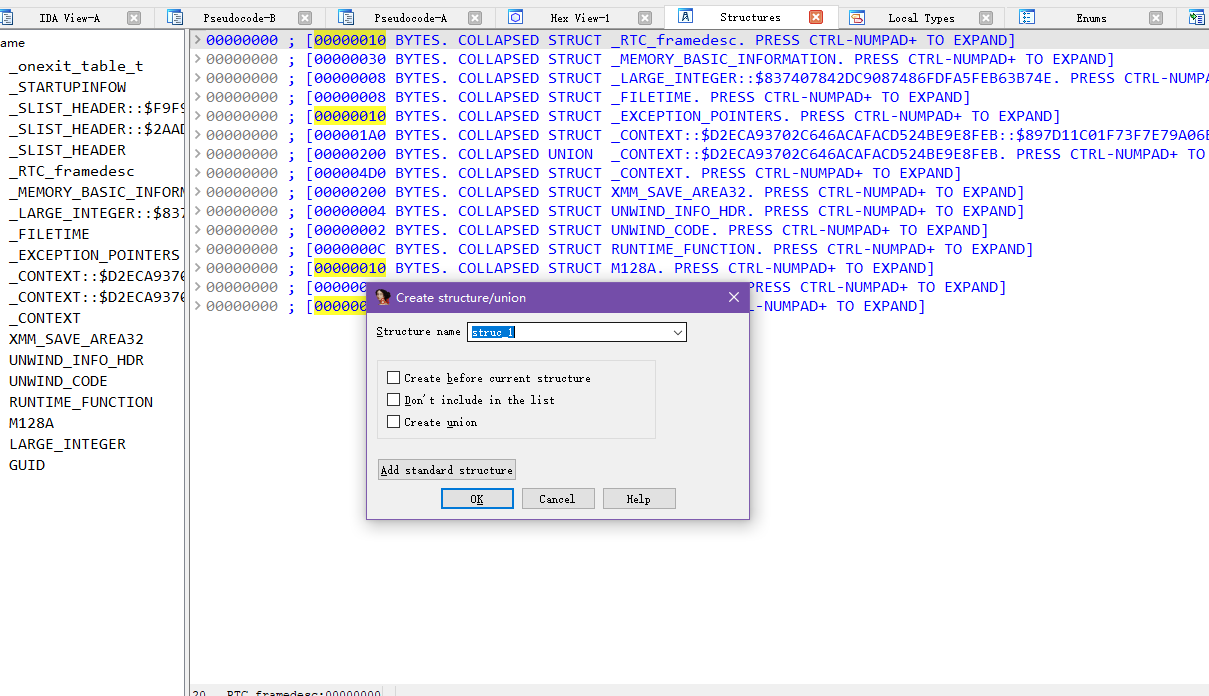 IDA View-A
Pseudocode-B
Pseudocode-A
Hex View-1
Structures
Local Types
Enums
ame
_onexit_table_t
_STARTUPINFOW
_SLIST_HEADER::$F9F9
_SLIST_HEADER::$2AAD
_SLIST_HEADER
_RTC_framedesc
_MEMORY_BASIC_INFORM
_LARGE_INTEGER::$837
_FILETIME
_EXCEPTION_POINTERS
_CONTEXT::$D2ECA9370
_CONTEXT::$D2ECA9370
_CONTEXT
XMM_SAVE_AREA32
UNWIND_INFO_HDR
UNWIND_CODE
RUNTIME_FUNCTION
M128A
LARGE_INTEGER
GUID
00000000 ; [00000010 BYTES. COLLAPSED STRUCT _RTC_framedesc. PRESS CTRL-NUMPAD+ TO EXPAND]
00000000 ; [00000030 BYTES. COLLAPSED STRUCT _MEMORY_BASIC_INFORMATION. PRESS CTRL-NUMPAD+ TO EXPAND]
00000000 ; [00000008 BYTES. COLLAPSED STRUCT _LARGE_INTEGER::$837407842DC9087486FDFA5FEB63B74E. PRESS CTRL-NUMPA
00000000 ; [00000008 BYTES. COLLAPSED STRUCT _FILETIME. PRESS CTRL-NUMPAD+ TO EXPAND]
00000000 ; [00000010 BYTES. COLLAPSED STRUCT _EXCEPTION_POINTERS. PRESS CTRL-NUMPAD+ TO EXPAND]
00000000 ; [000001A0 BYTES. COLLAPSED STRUCT _CONTEXT::$D2ECA93702C646ACAFACD524BE9E8FEB::$897D11C01F73F7E79A06E
00000000 ; [00000200 BYTES. COLLAPSED UNION _CONTEXT::$D2ECA93702C646ACAFACD524BE9E8FEB. PRESS CTRL-NUMPAD+ TO
00000000 ; [000004D0 BYTES. COLLAPSED STRUCT _CONTEXT. PRESS CTRL-NUMPAD+ TO EXPAND]
00000000 ; [00000200 BYTES. COLLAPSED STRUCT XMM_SAVE_AREA32. PRESS CTRL-NUMPAD+ TO EXPAND]
00000000 ; [00000004 BYTES. COLLAPSED STRUCT UNWIND_INFO_HDR. PRESS CTRL-NUMPAD+ TO EXPAND]
00000000 ; [00000002 BYTES. COLLAPSED STRUCT UNWIND_CODE. PRESS CTRL-NUMPAD+ TO EXPAND]
00000000 ; [0000000C BYTES. COLLAPSED STRUCT RUNTIME_FUNCTION. PRESS CTRL-NUMPAD+ TO EXPAND]
00000000 ; [00000010 BYTES. COLLAPSED STRUCT M128A. PRESS CTRL-NUMPAD+ TO EXPAND]
00000000 ; [000000 PRESS CTRL-NUMPAD+ TO EXPAND]
00000000 ; [000000 L-NUMPAD+ TO EXPAND]
Create structure/union
Structure name struc_1
Create before current structure
Don't include in the list
Create union
Add standard structure
OK Cancel Help
20. _RTC_framedesc:00000000